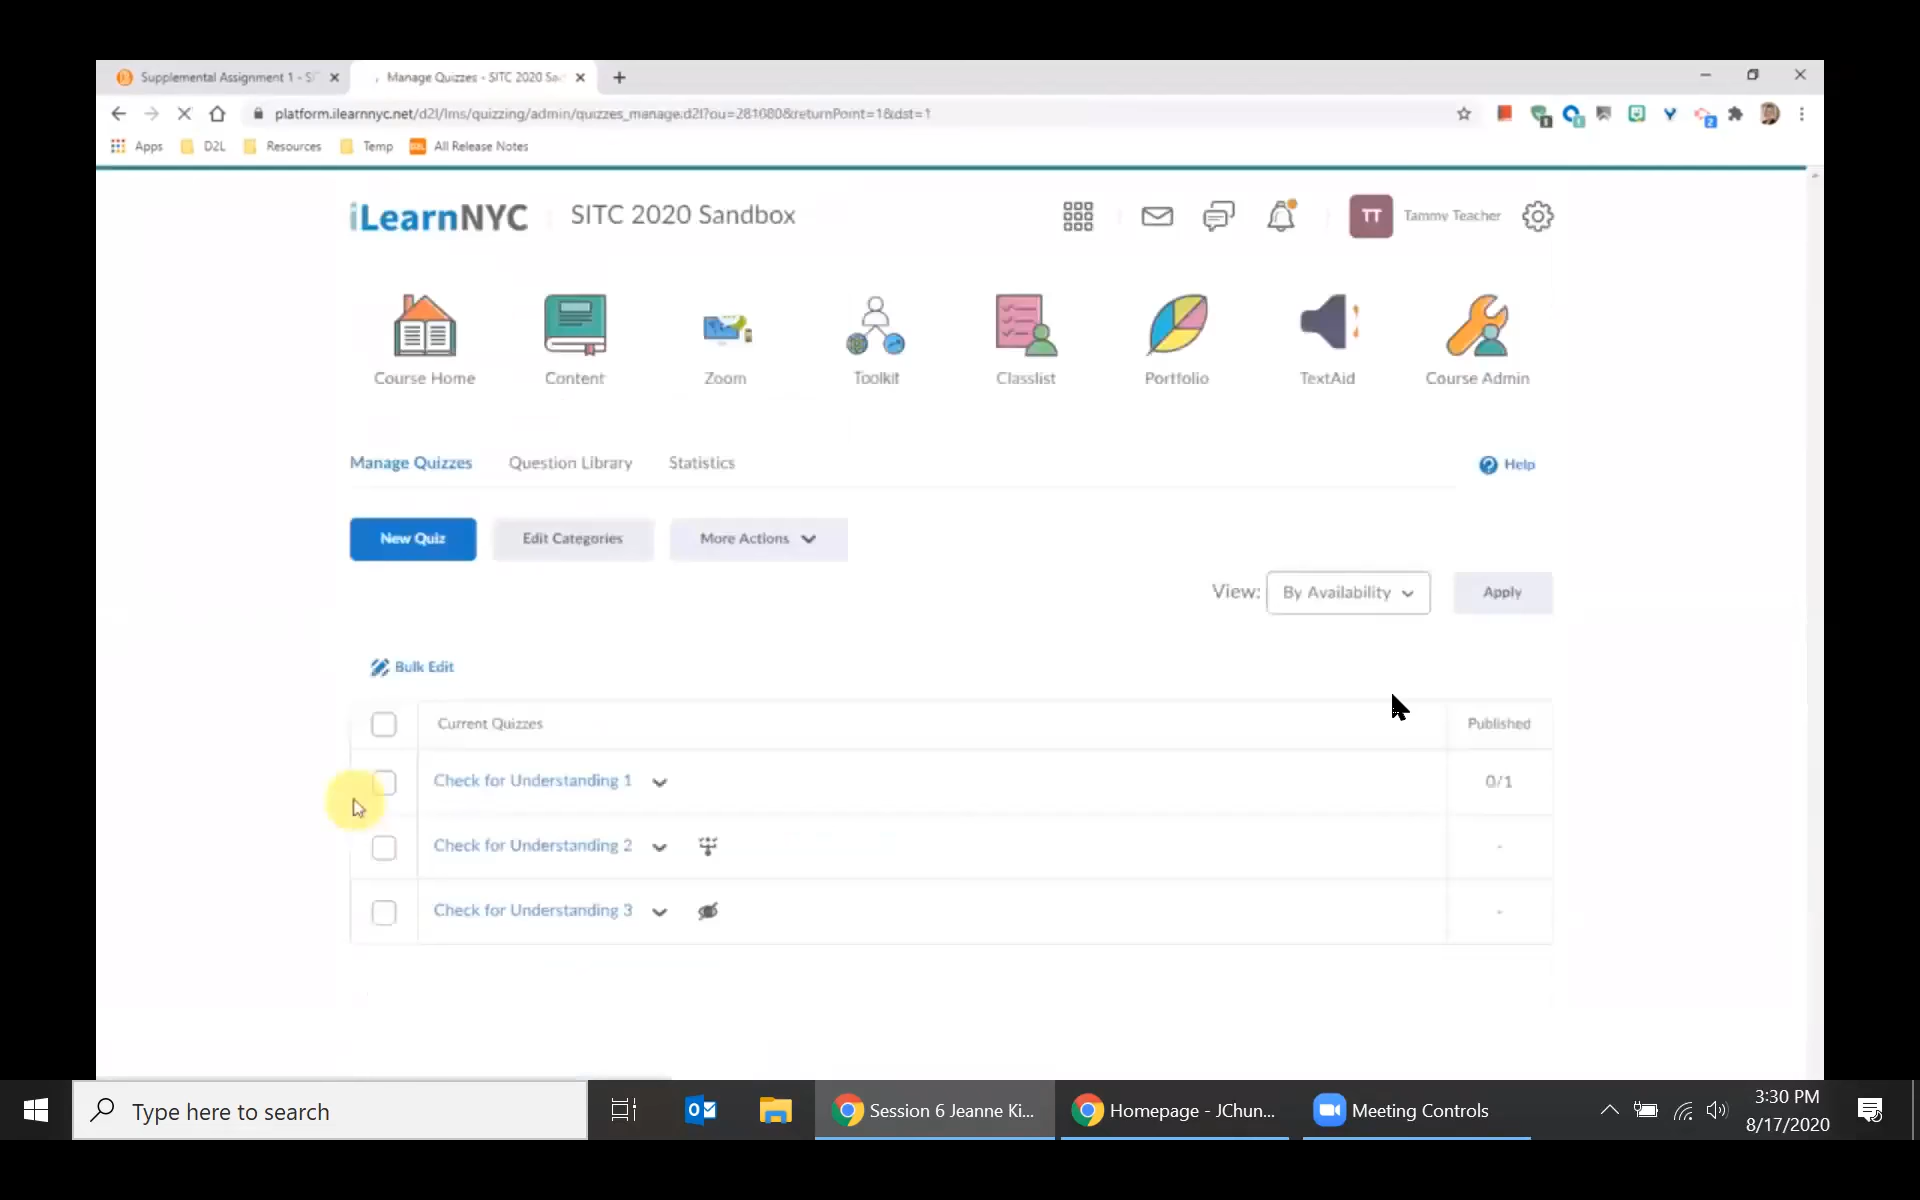 Supplemental Assignment 1 - S
Manage Quizzes - SITC 2020 Sa
platform.ilearnnyc.net/d2l/lms/quizzing/admin/quizzes_manage.d2l?ou=281080&returnPoint=1&dst=1
Apps D2L Resources Temp All Release Notes
iLearnNYC SITC 2020 Sandbox TT Tammy Teacher
Course Home Content Zoom Toolkit Classlist Portfolio TextAid Course Admin
Manage Quizzes Question Library Statistics Help
New Quiz Edit Categories More Actions
View: By Availability Apply
Bulk Edit
Current Quizzes Published
Check for Understanding 1 0/1
Check for Understanding 2 -
Check for Understanding 3 -
Type here to search Session 6 Jeanne Ki... Homepage - JChun... Meeting Controls 3:30 PM
8/17/2020